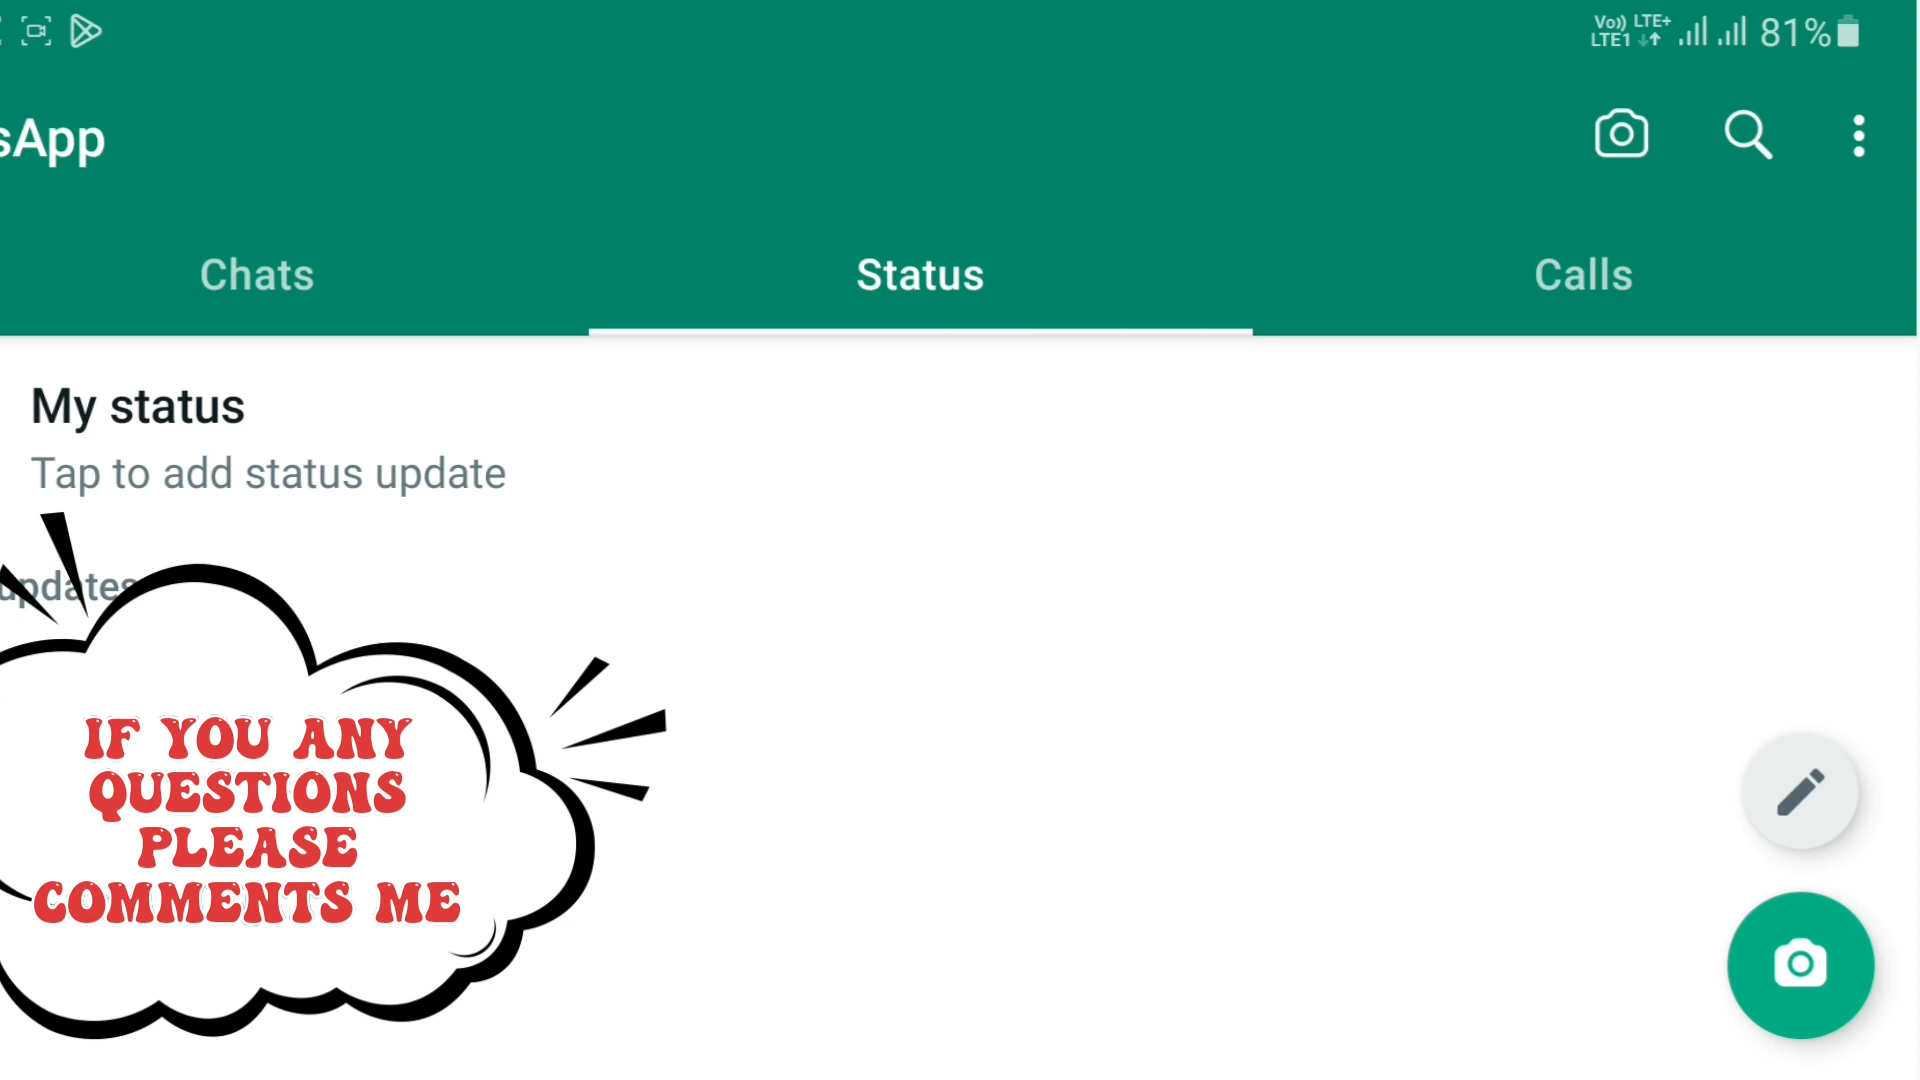 Vo)) LTE+
LTE1 81%
sApp
Chats Status Calls
My status
Tap to add status update
updates
IF YOU ANY
QUESTIONS
PLEASE
COMMENTS ME